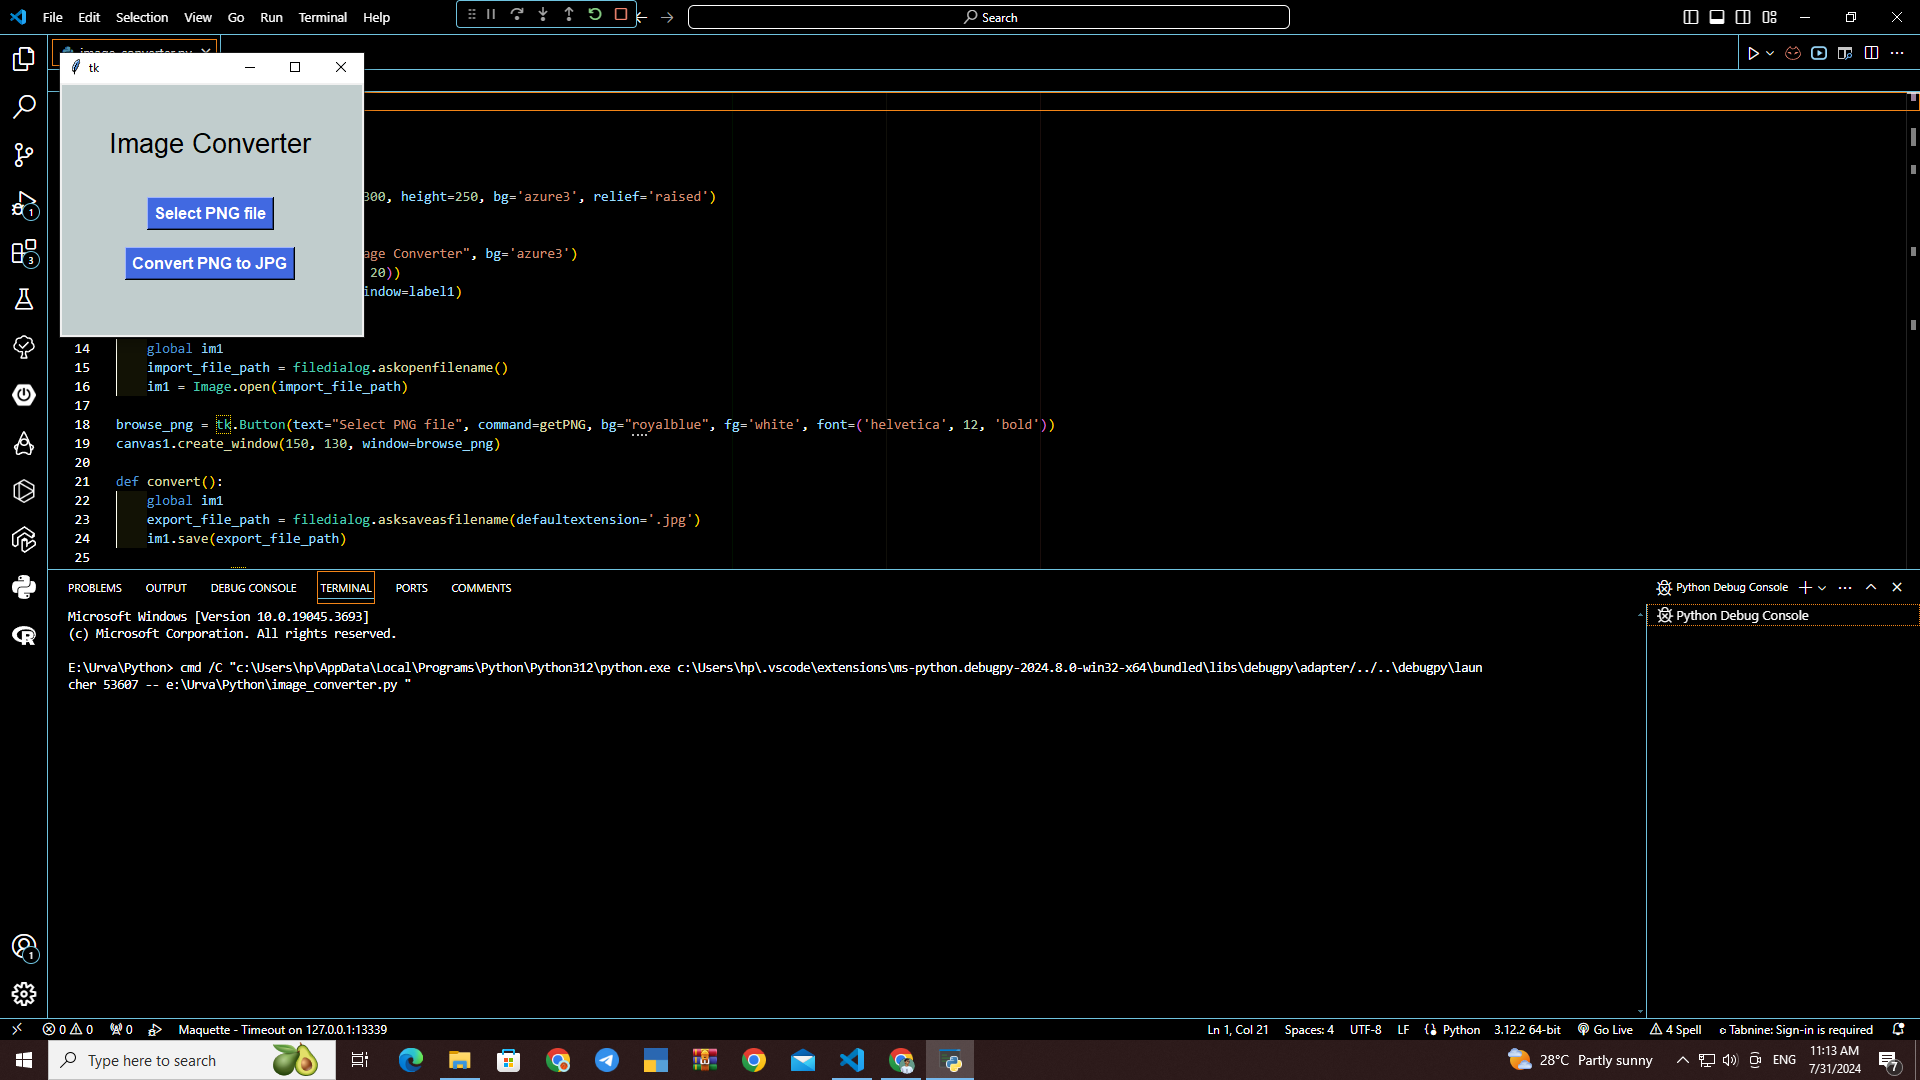 File Edit Selection View Go Run Terminal Help
Search
tk
Image Converter
Select PNG file
Convert PNG to JPG
300, height=250, bg='azure3', relief='raised')
age Converter", bg='azure3')
20))
indow=label1)
14 global im1
15 import_file_path = filedialog.askopenfilename()
16 im1 = Image.open(import_file_path)
17
18 browse_png = tk.Button(text="Select PNG file", command=getPNG, bg="royalblue", fg='white', font=('helvetica', 12, 'bold'))
19 canvas1.create_window(150, 130, window=browse_png)
20
21 def convert():
22 global im1
23 export_file_path = filedialog.asksaveasfilename(defaultextension='.jpg')
24 im1.save(export_file_path)
25
1
3
PROBLEMS OUTPUT DEBUG CONSOLE TERMINAL PORTS COMMENTS
Python Debug Console
Python Debug Console
Microsoft Windows [Version 10.0.19045.3693]
(c) Microsoft Corporation. All rights reserved.
E:\Urva\Python> cmd /C "c:\Users\hp\AppData\Local\Programs\Python\Python312\python.exe c:\Users\hp\.vscode\extensions\ms-python.debugpy-2024.8.0-win32-x64\bundled\libs\debugpy\adapter/../..\debugpy\laun
cher 53607 -- e:\Urva\Python\image_converter.py "
1
0 0 0 Maquette - Timeout on 127.0.0.1:13339
Ln 1, Col 21 Spaces: 4 UTF-8 LF Python 3.12.2 64-bit Go Live 4 Spell Tabnine: Sign-in is required
Type here to search
28°C Partly sunny
ENG
11:13 AM
7/31/2024
7